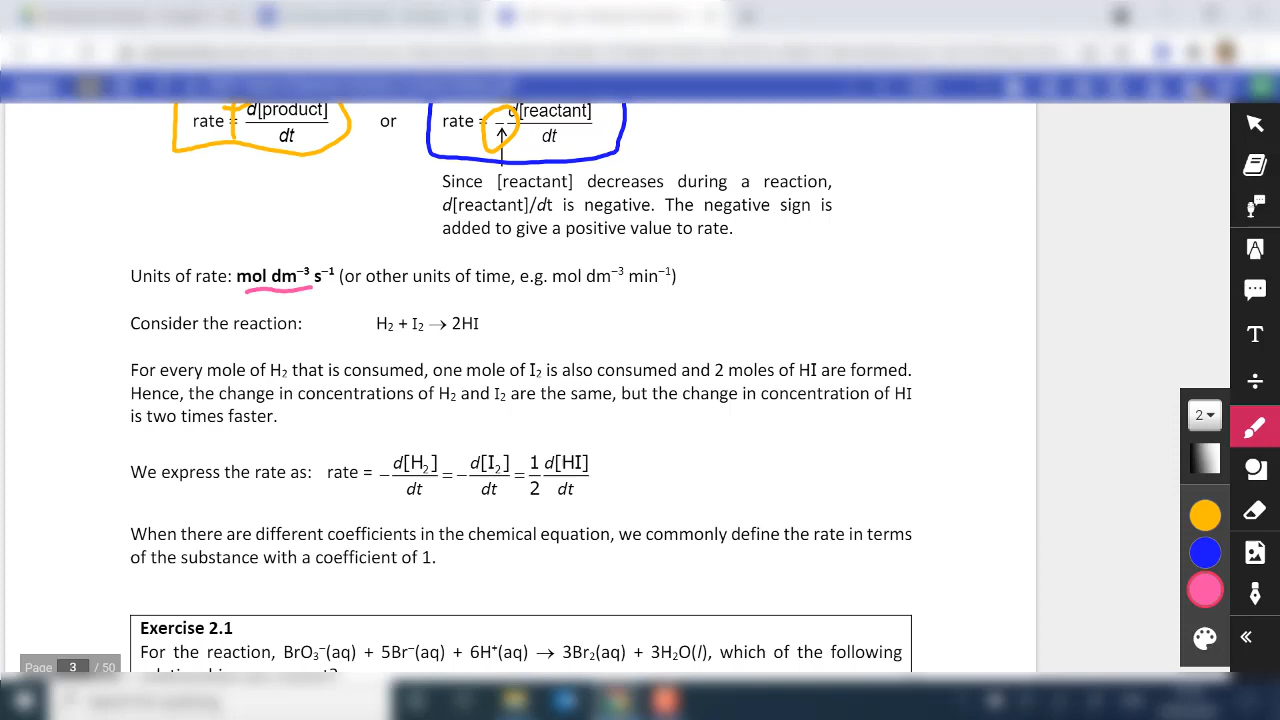 rate = d[product]/dt or rate = − d[reactant]/dt
Since [reactant] decreases during a reaction,
d[reactant]/dt is negative. The negative sign is
added to give a positive value to rate.
Units of rate: mol dm⁻³ s⁻¹ (or other units of time, e.g. mol dm⁻³ min⁻¹)
Consider the reaction: H₂ + I₂ → 2HI
For every mole of H₂ that is consumed, one mole of I₂ is also consumed and 2 moles of HI are formed.
Hence, the change in concentrations of H₂ and I₂ are the same, but the change in concentration of HI
is two times faster.
We express the rate as: rate = − d[H₂]/dt = − d[I₂]/dt = 1/2 d[HI]/dt
When there are different coefficients in the chemical equation, we commonly define the rate in terms
of the substance with a coefficient of 1.
Exercise 2.1
For the reaction, BrO₃⁻(aq) + 5Br⁻(aq) + 6H⁺(aq) → 3Br₂(aq) + 3H₂O(l), which of the following
Page 3 / 50
2
T